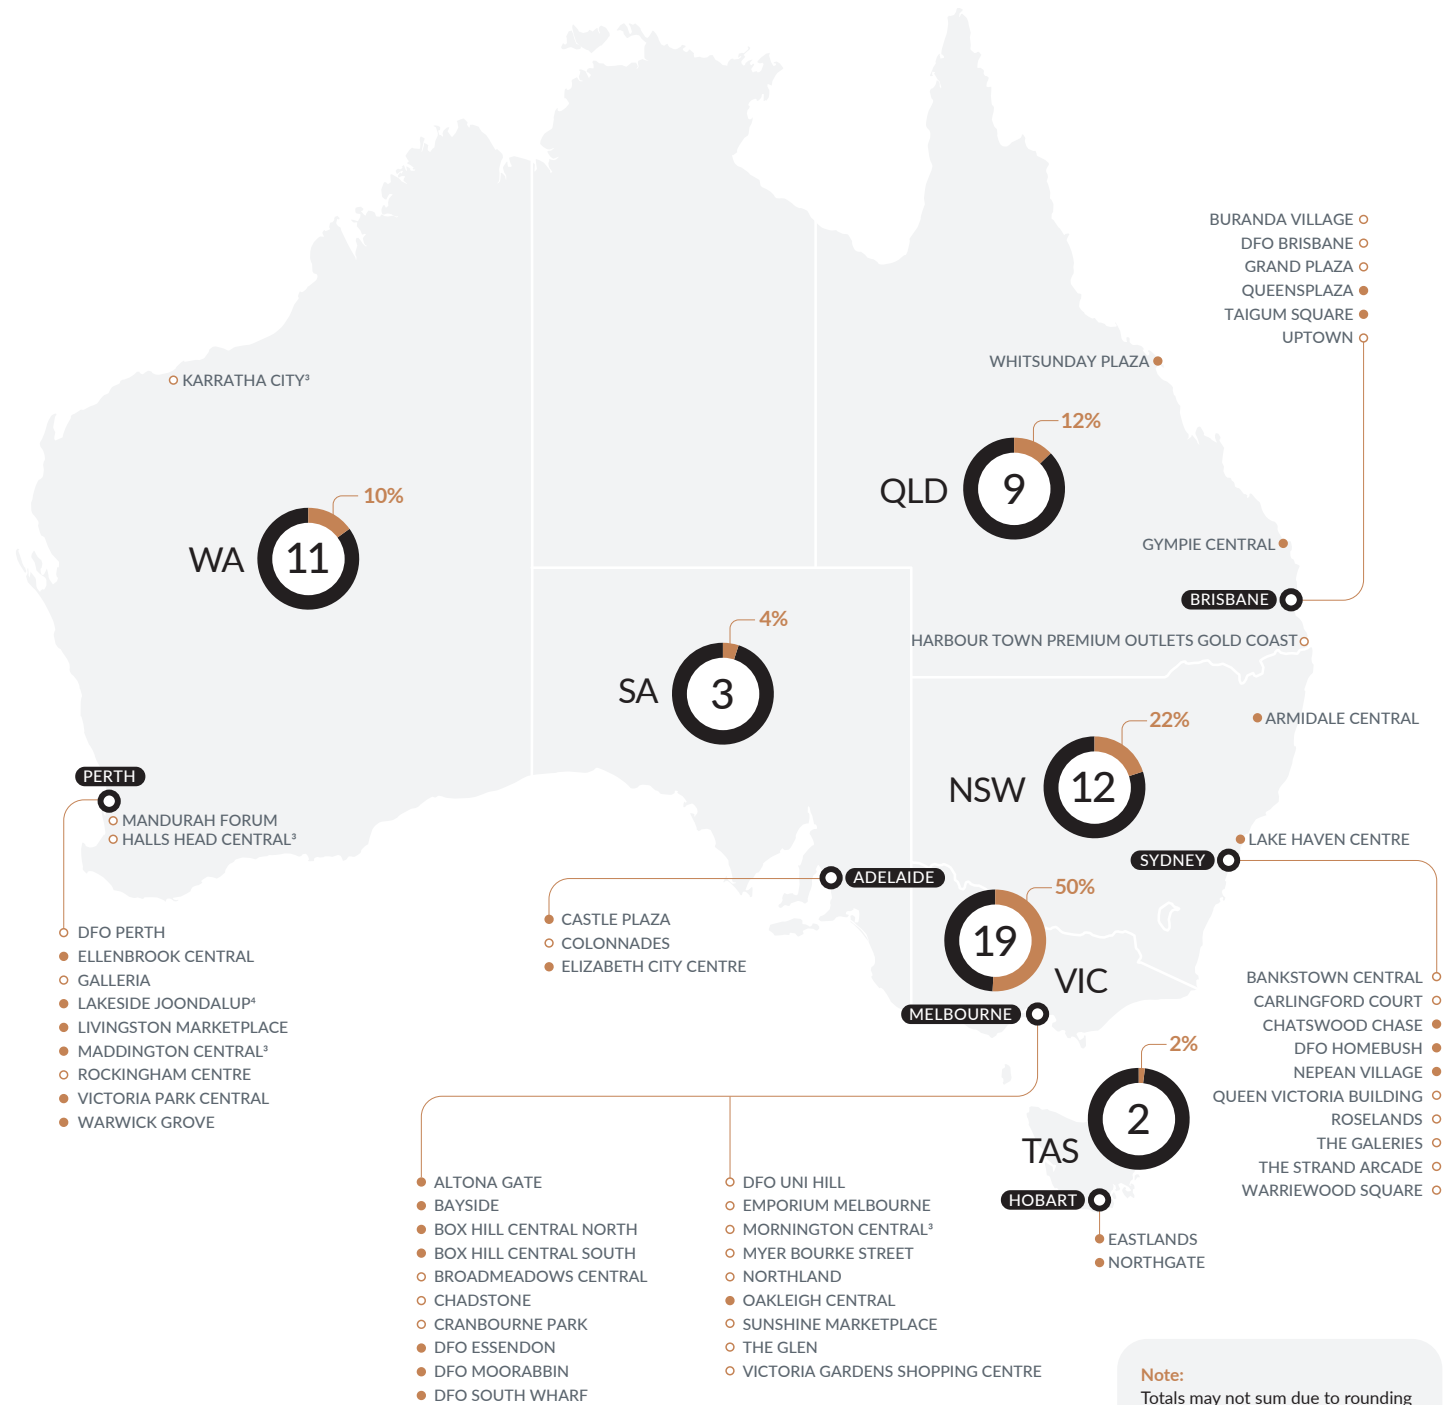 BURANDA VILLAGE
DFO BRISBANE
GRAND PLAZA
QUEENSPLAZA
TAIGUM SQUARE
UPTOWN
WHITSUNDAY PLAZA
KARRATHA CITY³
12%
QLD
9
10%
WA
11
GYMPIE CENTRAL
BRISBANE
HARBOUR TOWN PREMIUM OUTLETS GOLD COAST
4%
SA
3
ARMIDALE CENTRAL
22%
NSW
12
PERTH
MANDURAH FORUM
HALLS HEAD CENTRAL³
LAKE HAVEN CENTRE
SYDNEY
ADELAIDE
50%
19
VIC
MELBOURNE
DFO PERTH
ELLENBROOK CENTRAL
GALLERIA
LAKESIDE JOONDALUP⁴
LIVINGSTON MARKETPLACE
MADDINGTON CENTRAL³
ROCKINGHAM CENTRE
VICTORIA PARK CENTRAL
WARWICK GROVE
CASTLE PLAZA
COLONNADES
ELIZABETH CITY CENTRE
BANKSTOWN CENTRAL
CARLINGFORD COURT
CHATSWOOD CHASE
DFO HOMEBUSH
NEPEAN VILLAGE
QUEEN VICTORIA BUILDING
ROSELANDS
THE GALERIES
THE STRAND ARCADE
WARRIEWOOD SQUARE
2%
2
TAS
HOBART
EASTLANDS
NORTHGATE
ALTONA GATE
BAYSIDE
BOX HILL CENTRAL NORTH
BOX HILL CENTRAL SOUTH
BROADMEADOWS CENTRAL
CHADSTONE
CRANBOURNE PARK
DFO ESSENDON
DFO MOORABBIN
DFO SOUTH WHARF
DFO UNI HILL
EMPORIUM MELBOURNE
MORNINGTON CENTRAL³
MYER BOURKE STREET
NORTHLAND
OAKLEIGH CENTRAL
SUNSHINE MARKETPLACE
THE GLEN
VICTORIA GARDENS SHOPPING CENTRE
Note:
Totals may not sum due to rounding